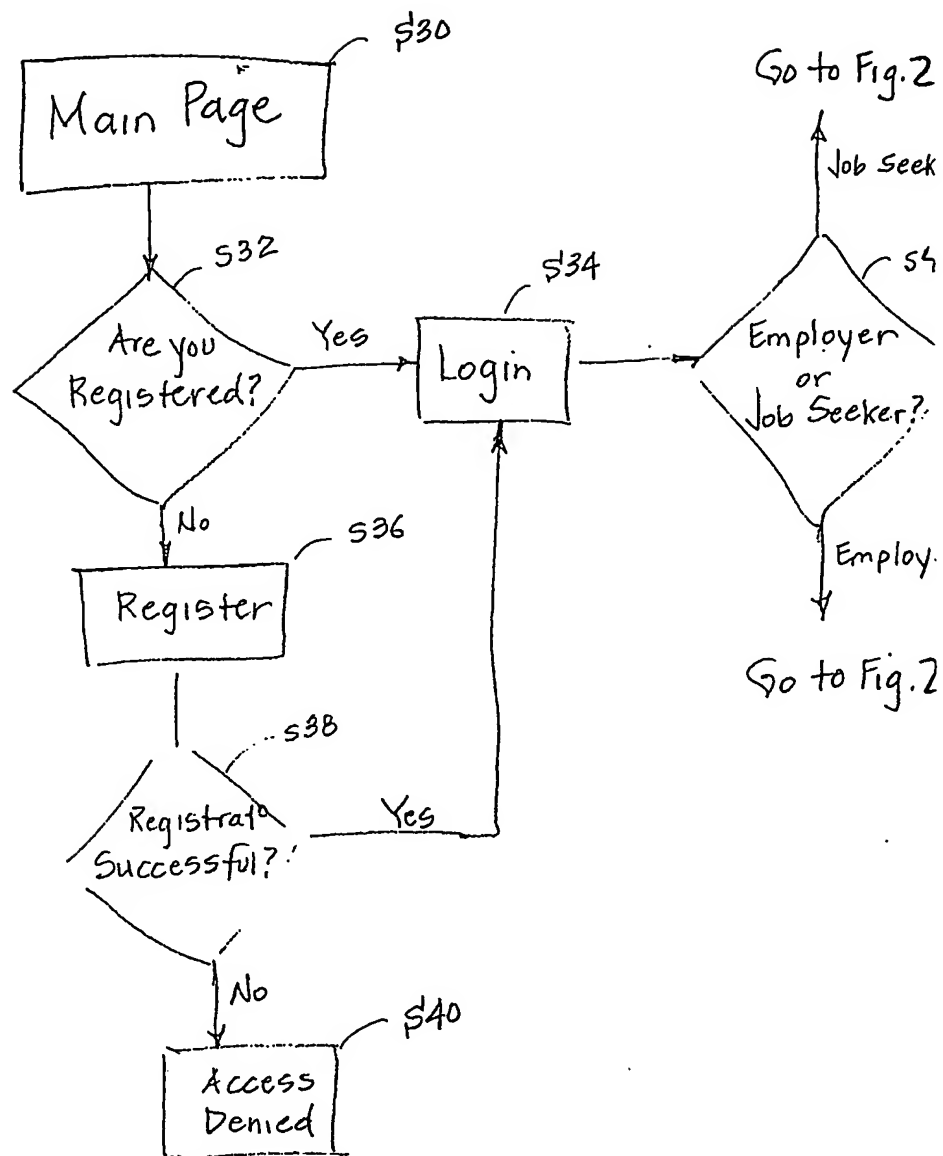 S30
Main Page
S32
Are you
Registered?
Yes
S34
Login
Go to Fig. 2
Job Seek
S4
Employer
or
Job Seeker?
Employ
Go to Fig. 2
No
S36
Register
S38
Registrat°
Successful?
Yes
No
S40
Access
Denied